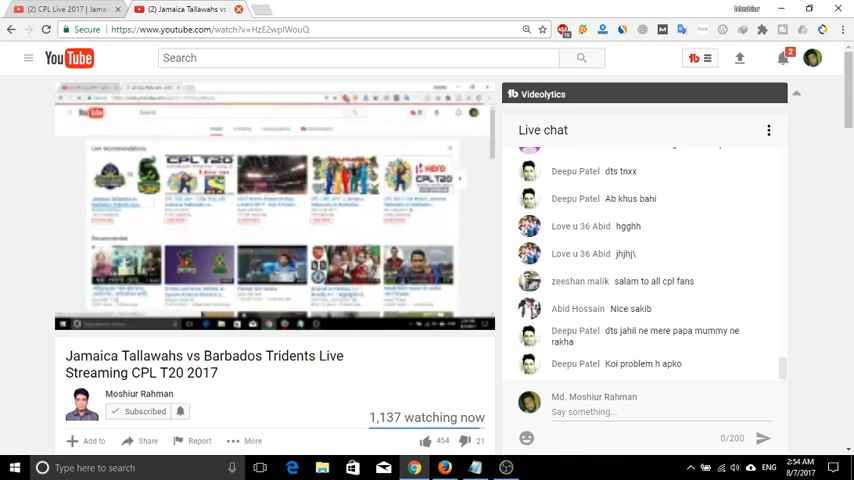 CPL Live 2017 | Jamai
Jamaica Tallawahs vs
Moshiur
Secure
https://www.youtube.com/watch?v=HzE2wpIWouQ
YouTube
Search
2
Videolytics
Live chat
Deepu Patel dts tnxx
Deepu Patel Ab khus bahi
Love u 36 Abid hgghh
Love u 36 Abid jhjhj\
zeeshan malik salam to all cpl fans
Abid Hossain Nice sakib
Deepu Patel dts jahil ne mere papa mummy ne
rakha
Deepu Patel Koi problem h apko
Md. Moshiur Rahman
Say something...
0/200
Jamaica Tallawahs vs Barbados Tridents Live
Streaming CPL T20 2017
Moshiur Rahman
Subscribed
1,137 watching now
Add to
Share
Report
More
454
21
Type here to search
ENG
2:54 AM
8/7/2017